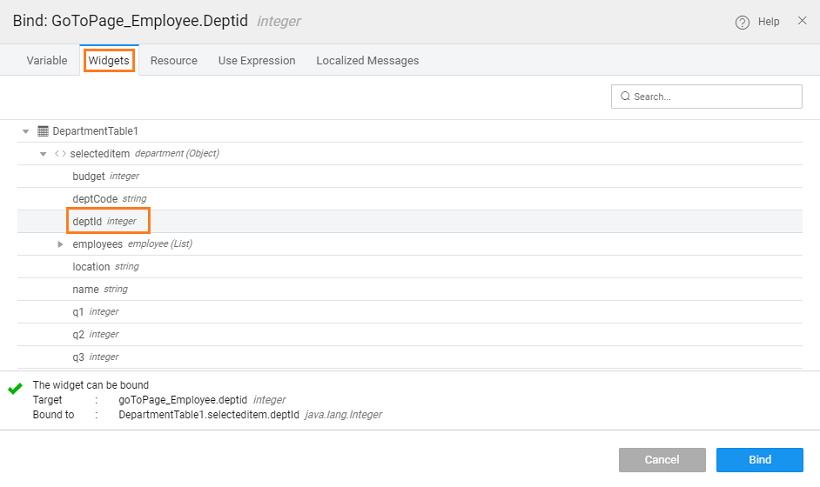 Bind: GoToPage_Employee.Deptid integer
Help
Variable Widgets Resource Use Expression Localized Messages
Search...
DepartmentTable1
selecteditem department (Object)
budget integer
deptCode string
deptId integer
employees employee (List)
location string
name string
q1 integer
q2 integer
q3 integer
The widget can be bound
Target : goToPage_Employee.deptid integer
Bound to : DepartmentTable1.selecteditem.deptId java.lang.Integer
Cancel Bind